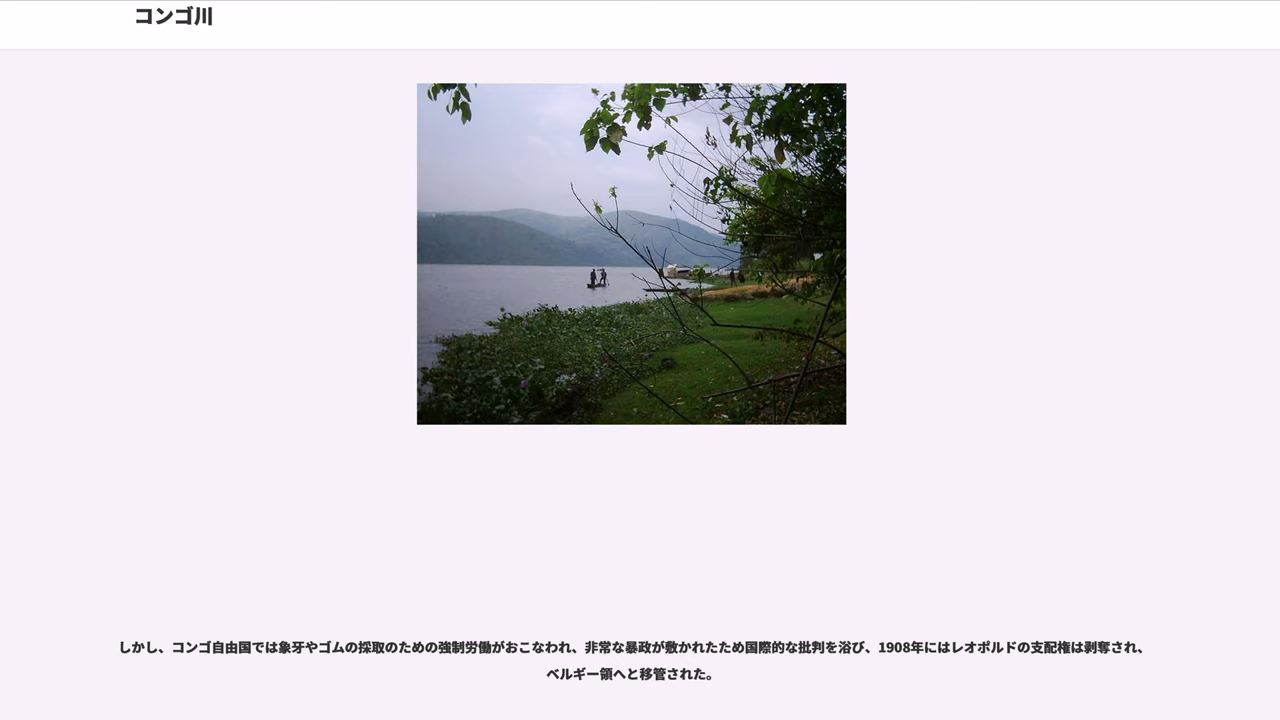 コンゴ川
しかし、コンゴ自由国では象牙やゴムの採取のための強制労働がおこなわれ、非常な暴政が敷かれたため国際的な批判を浴び、1908年にはレオポルドの支配権は剥奪され、
ベルギー領へと移管された。